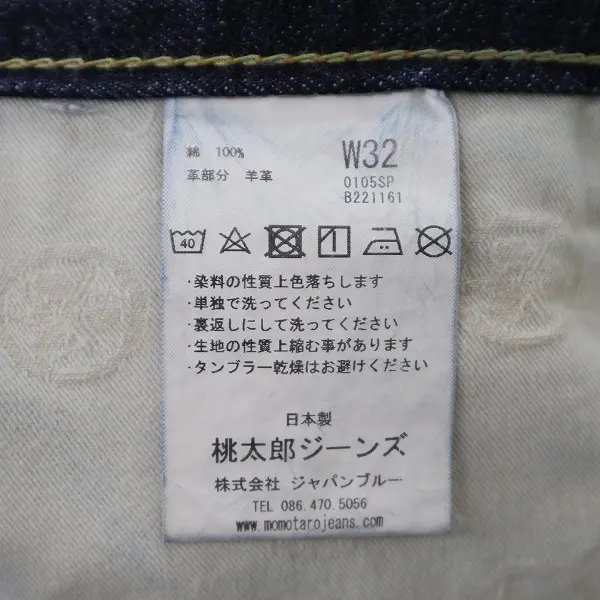 綿 100%
革部分 羊革
W32
0105SP
B221161
40
・染料の性質上色落ちします
・単独で洗ってください
・裏返しにして洗ってください
・生地の性質上縮む事があります
・タンブラー乾燥はお避けください
日本製
桃太郎ジーンズ
株式会社 ジャパンブルー
TEL 086.470.5056
www.momotarojeans.com